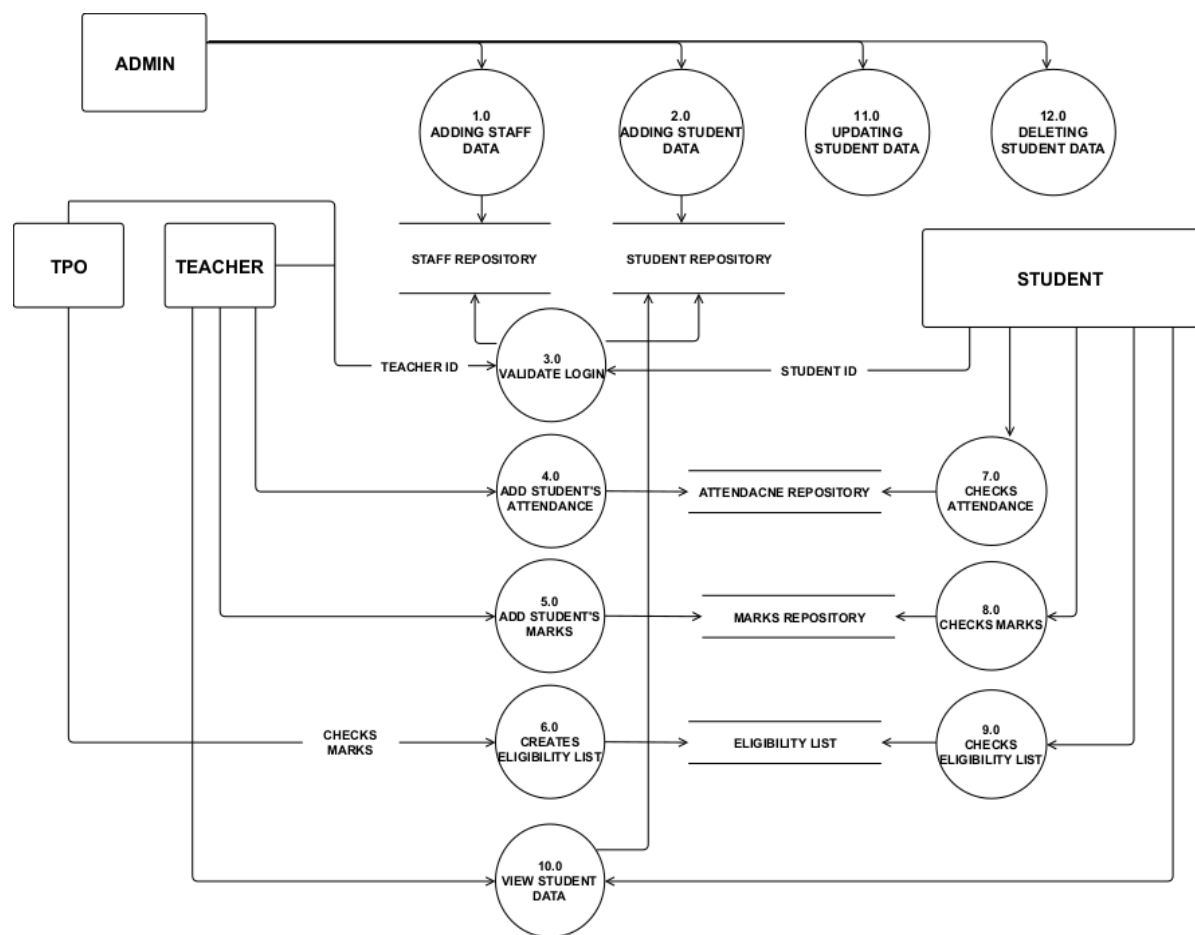 ADMIN
1.0
ADDING STAFF
DATA
2.0
ADDING STUDENT
DATA
11.0
UPDATING
STUDENT DATA
12.0
DELETING
STUDENT DATA
TPO
TEACHER
STAFF REPOSITORY
STUDENT REPOSITORY
STUDENT
TEACHER ID
3.0
VALIDATE LOGIN
STUDENT ID
4.0
ADD STUDENT'S
ATTENDANCE
ATTENDACNE REPOSITORY
7.0
CHECKS
ATTENDANCE
5.0
ADD STUDENT'S
MARKS
MARKS REPOSITORY
8.0
CHECKS MARKS
CHECKS
MARKS
6.0
CREATES
ELIGIBILITY LIST
ELIGIBILITY LIST
9.0
CHECKS
ELIGIBILITY LIST
10.0
VIEW STUDENT
DATA